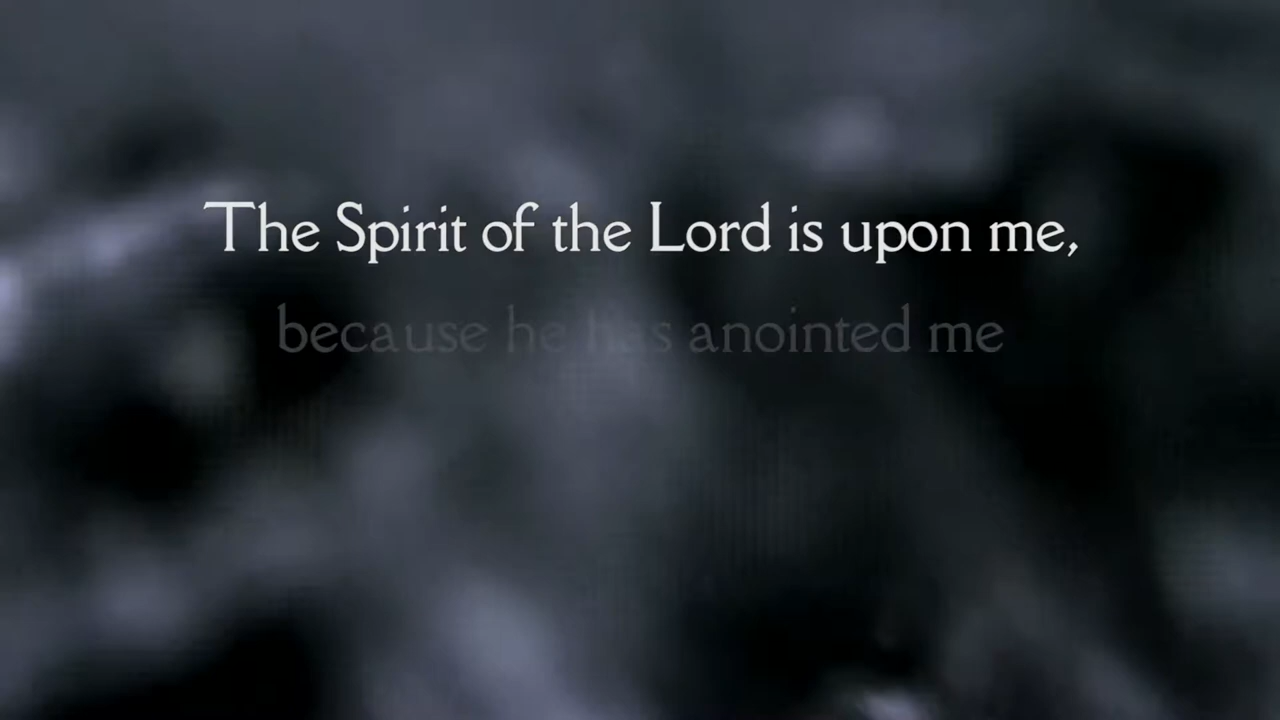 The Spirit of the Lord is upon me,
because he has anointed me